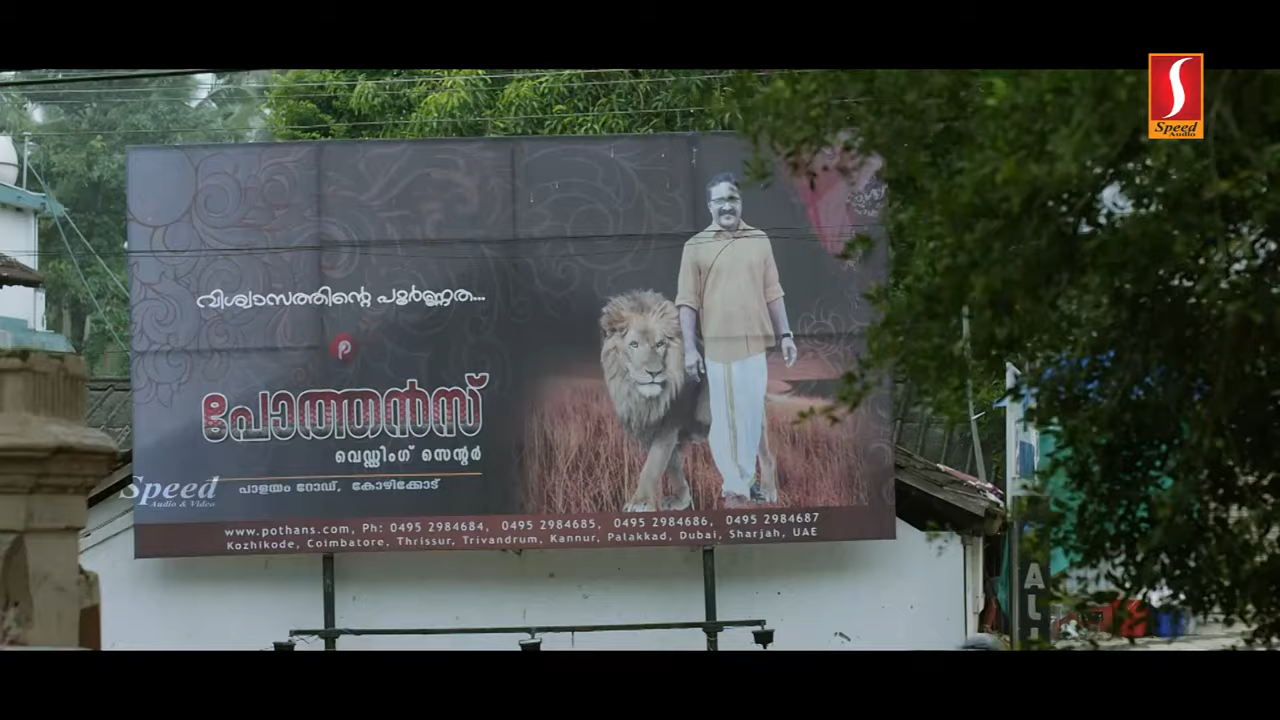 S
Speed
Audio
വിശ്വാസത്തിന്റെ പൂർണ്ണത...
P
പോത്തൻസ്
വെഡ്ഡിംഗ് സെന്റർ
പാളയം റോഡ്, കോഴിക്കോട്
Speed
Audio & Video
www.pothans.com, Ph: 0495 2984684, 0495 2984685, 0495 2984686, 0495 2984687
Kozhikode, Coimbatore, Thrissur, Trivandrum, Kannur, Palakkad, Dubai, Sharjah, UAE